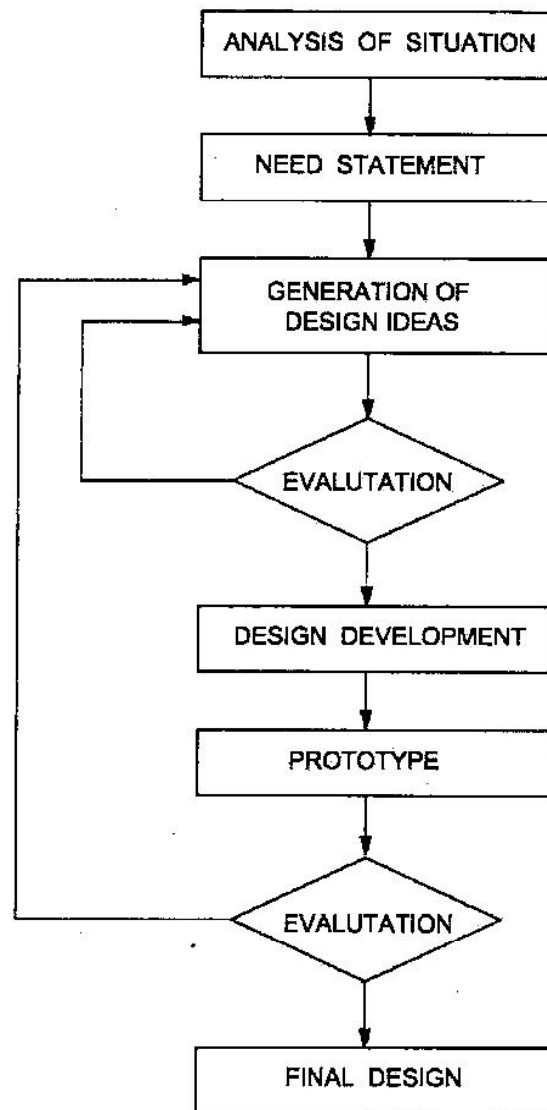 ANALYSIS OF SITUATION
NEED STATEMENT
GENERATION OF
DESIGN IDEAS
EVALUTATION
DESIGN DEVELOPMENT
PROTOTYPE
EVALUTATION
FINAL DESIGN